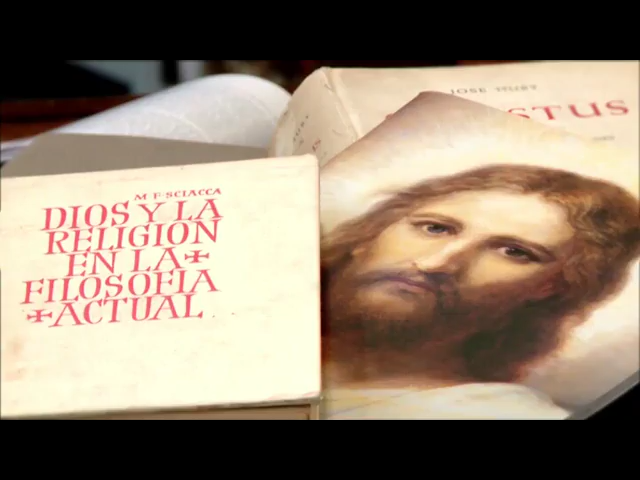 M F·SCIACCA
DIOS Y LA
RELIGION
EN LA✠
FILOSOFIA
✠ACTUAL
JOSE
STUS